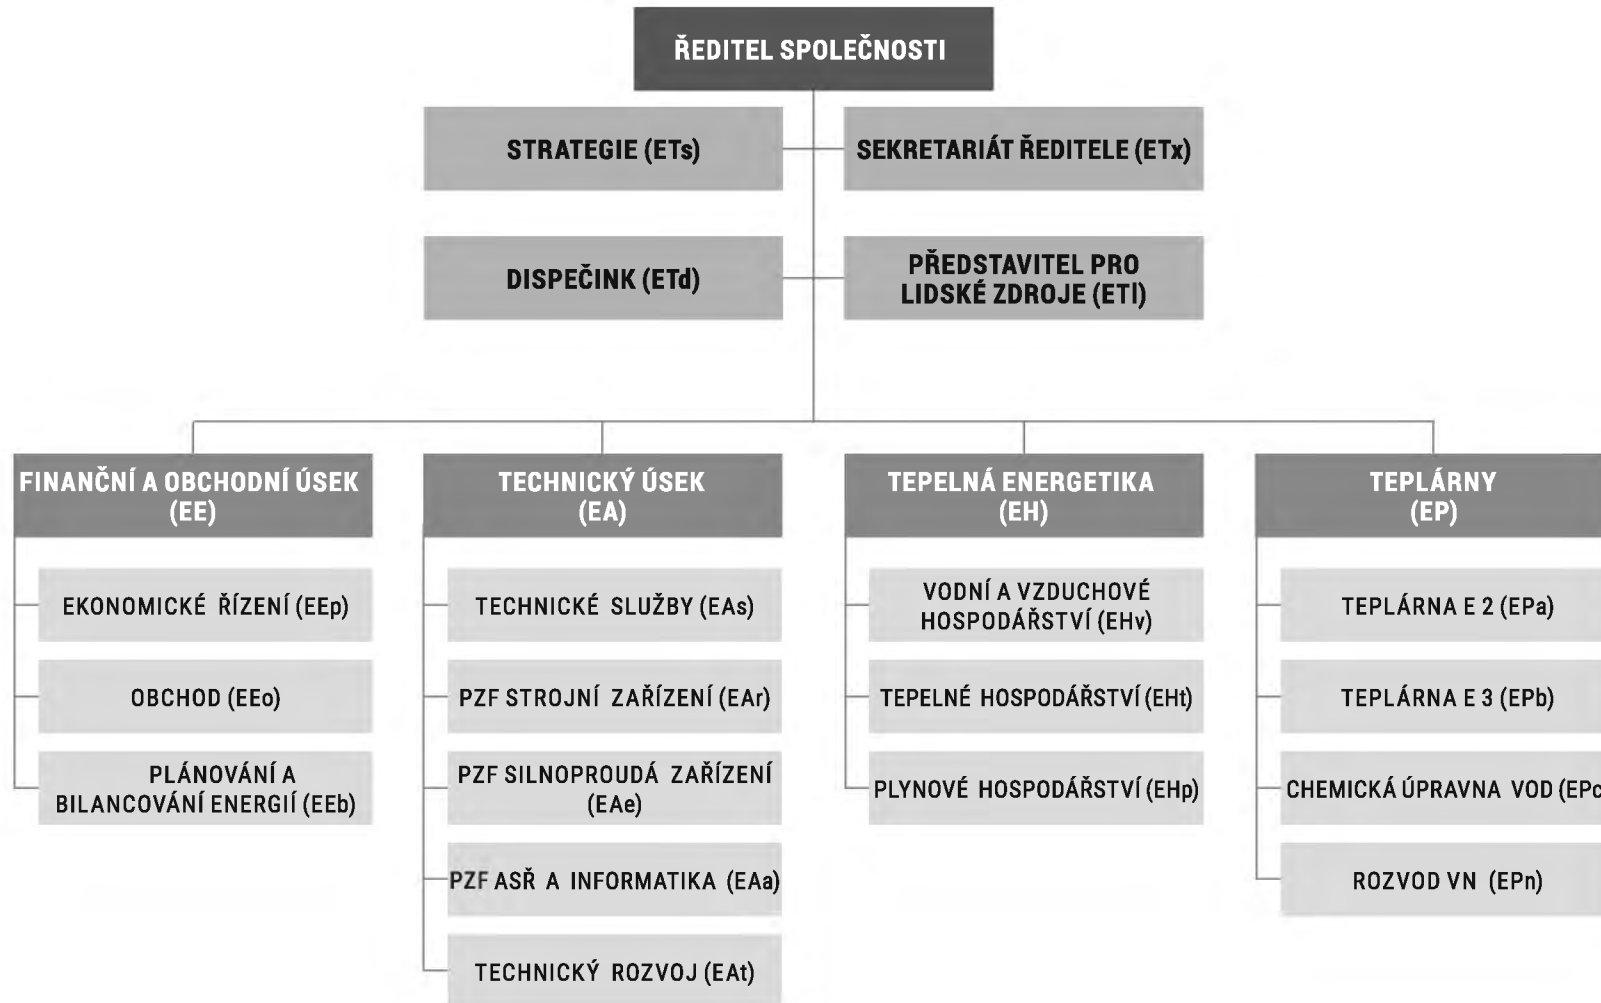 ŘEDITEL SPOLEČNOSTI
STRATEGIE (ETs)
SEKRETARIÁT ŘEDITELE (ETx)
DISPEČINK (ETd)
PŘEDSTAVITEL PRO
LIDSKÉ ZDROJE (ETl)
FINANČNÍ A OBCHODNÍ ÚSEK
(EE)
EKONOMICKÉ ŘÍZENÍ (EEp)
OBCHOD (EEo)
PLÁNOVÁNÍ A
BILANCOVÁNÍ ENERGIÍ (EEb)
TECHNICKÝ ÚSEK
(EA)
TECHNICKÉ SLUŽBY (EAs)
PZF STROJNÍ ZAŘÍZENÍ (EAr)
PZF SILNOPROUDÁ ZAŘÍZENÍ
(EAe)
PZF ASŘ A INFORMATIKA (EAa)
TECHNICKÝ ROZVOJ (EAt)
TEPELNÁ ENERGETIKA
(EH)
VODNÍ A VZDUCHOVÉ
HOSPODÁŘSTVÍ (EHv)
TEPELNÉ HOSPODÁŘSTVÍ (EHt)
PLYNOVÉ HOSPODÁŘSTVÍ (EHp)
TEPLÁRNY
(EP)
TEPLÁRNA E 2 (EPa)
TEPLÁRNA E 3 (EPb)
CHEMICKÁ ÚPRAVNA VOD (EPc
ROZVOD VN (EPn)